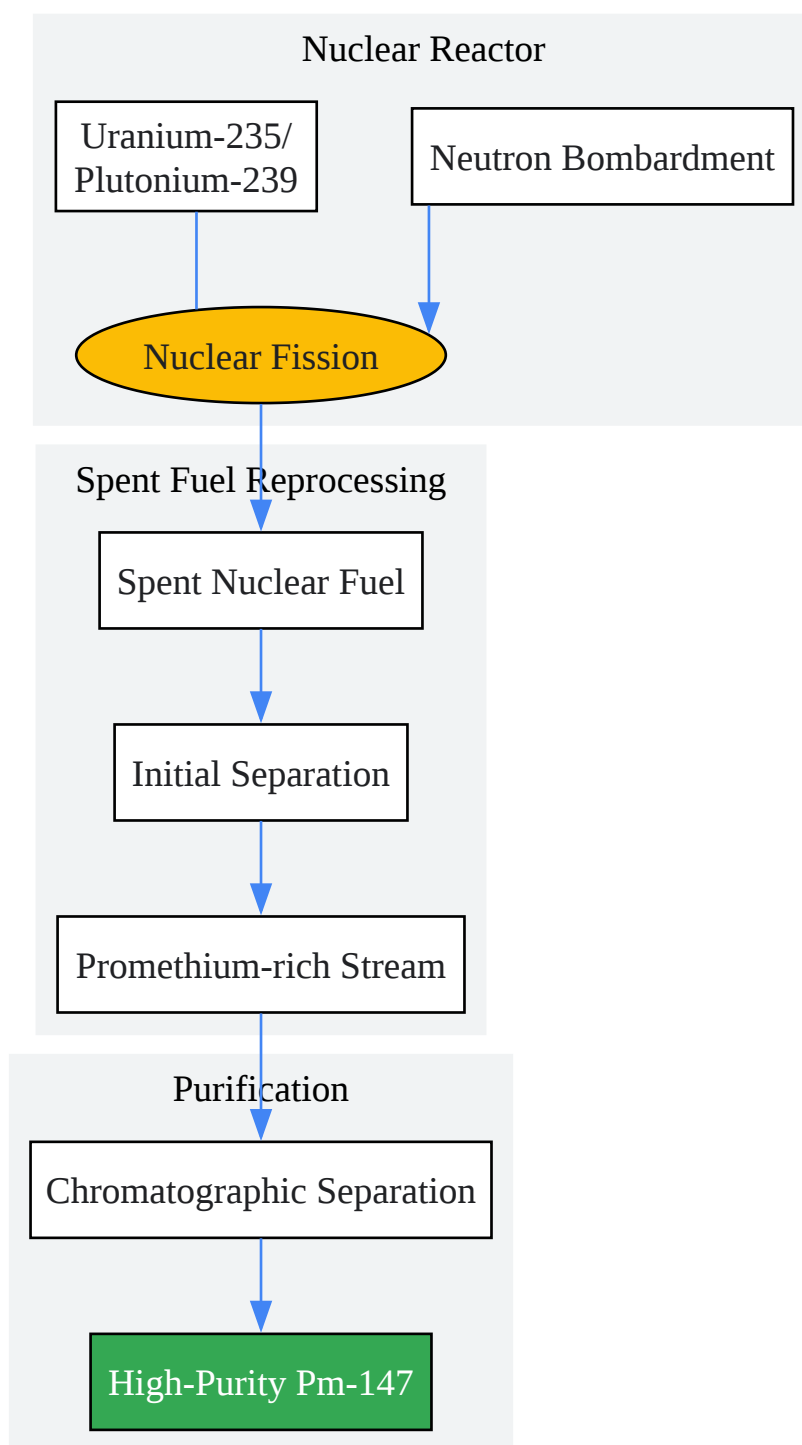 Nuclear Reactor
Uranium-235/
Plutonium-239
Neutron Bombardment
Nuclear Fission
Spent Fuel Reprocessing
Spent Nuclear Fuel
Initial Separation
Promethium-rich Stream
Purification
Chromatographic Separation
High-Purity Pm-147